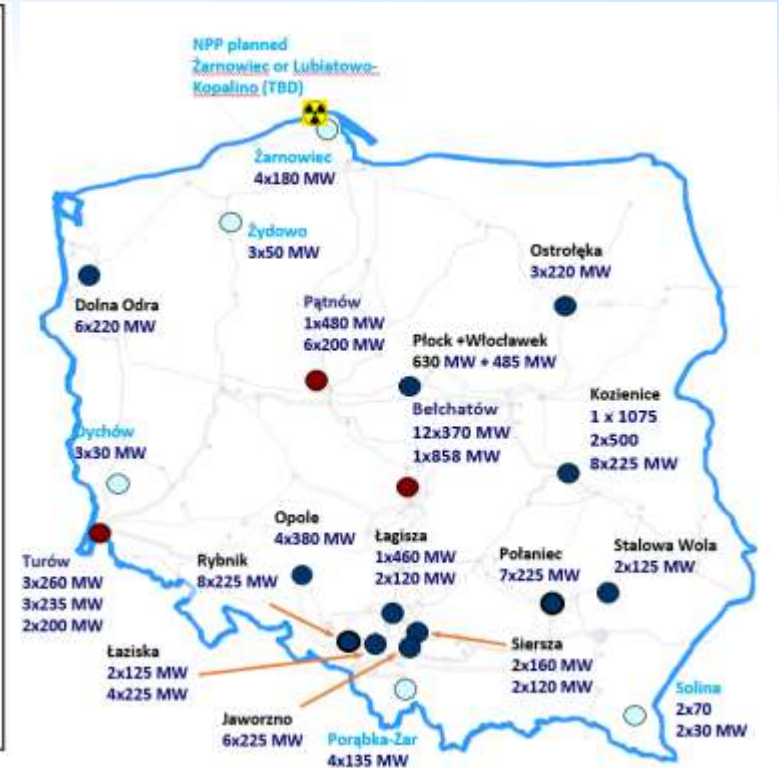 NPP planned
Żarnowiec or Lubiatowo-
Kopalino (TBD)
Żarnowiec
4x180 MW
Żydowo
3x50 MW
Ostrołęka
3x220 MW
Dolna Odra
6x220 MW
Pątnów
1x480 MW
6x200 MW
Płock +Włocławek
630 MW + 485 MW
Kozienice
1 x 1075
2x500
8x225 MW
Bełchatów
12x370 MW
1x858 MW
Dychów
3x30 MW
Opole
4x380 MW
Łagisza
1x460 MW
2x120 MW
Połaniec
7x225 MW
Stalowa Wola
2x125 MW
Rybnik
8x225 MW
Turów
3x260 MW
3x235 MW
2x200 MW
Łaziska
2x125 MW
4x225 MW
Siersza
2x160 MW
2x120 MW
Jaworzno
6x225 MW
Porąbka-Żar
4x135 MW
Solina
2x70
2x30 MW